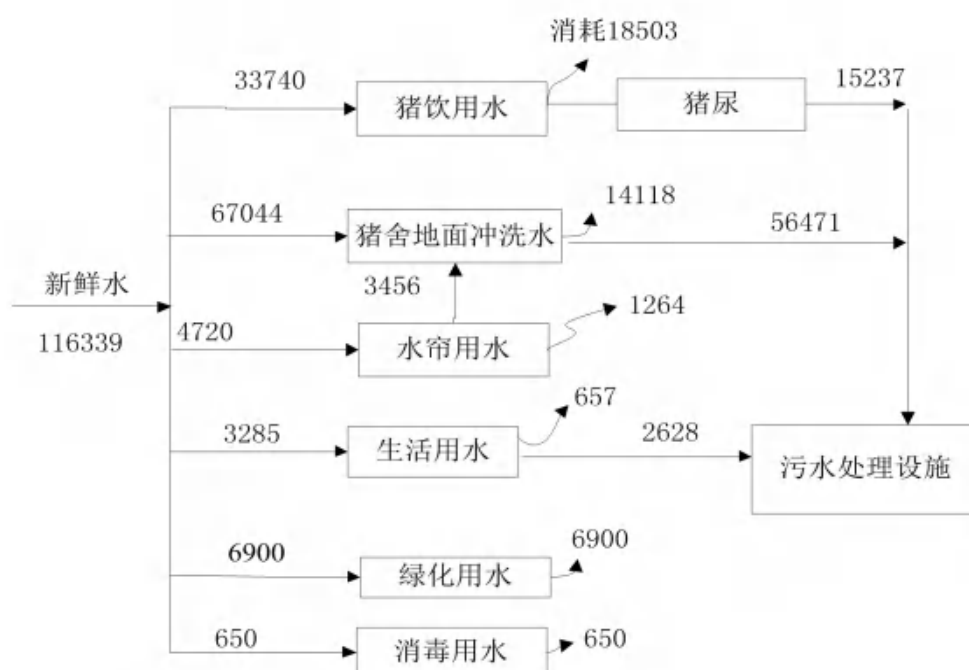 消耗18503
33740
猪饮用水
猪尿
15237
67044
猪舍地面冲洗水
14118
56471
3456
新鲜水
116339
4720
水帘用水
1264
3285
生活用水
657
2628
污水处理设施
6900
绿化用水
6900
650
消毒用水
650